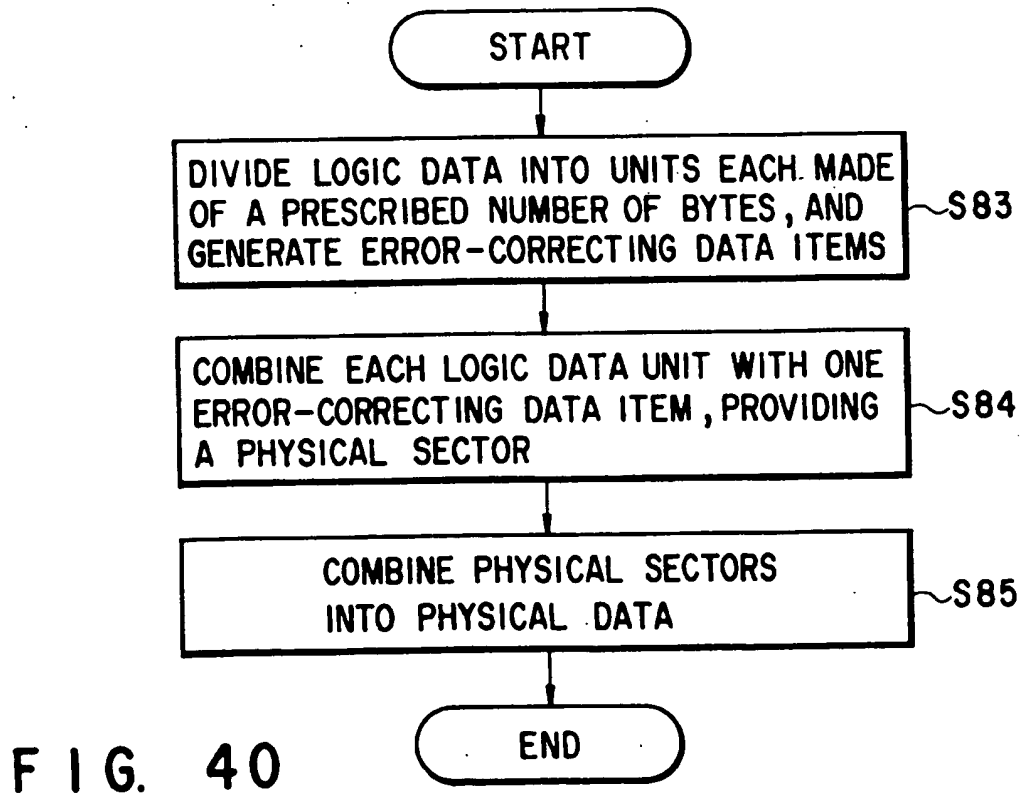 START
DIVIDE LOGIC DATA INTO UNITS EACH MADE
OF A PRESCRIBED NUMBER OF BYTES, AND
GENERATE ERROR-CORRECTING DATA ITEMS
S83
COMBINE EACH LOGIC DATA UNIT WITH ONE
ERROR-CORRECTING DATA ITEM, PROVIDING
A PHYSICAL SECTOR
S84
COMBINE PHYSICAL SECTORS
INTO PHYSICAL DATA
S85
END
FIG. 40